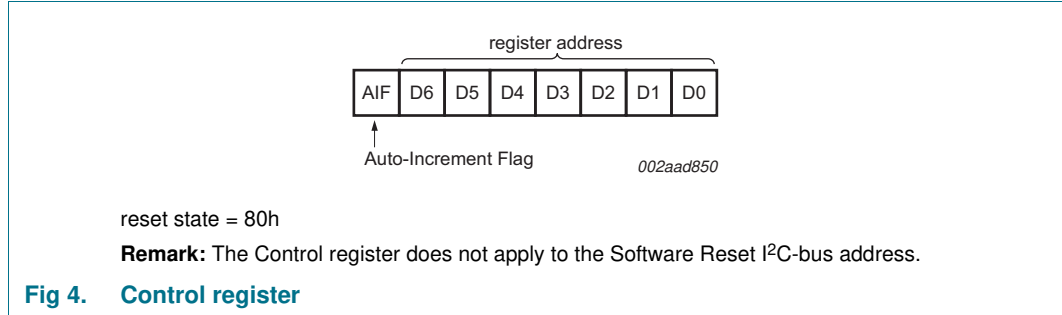 register address
AIF D6 D5 D4 D3 D2 D1 D0
Auto-Increment Flag
002aad850
reset state = 80h
Remark: The Control register does not apply to the Software Reset I²C-bus address.
Fig 4. Control register